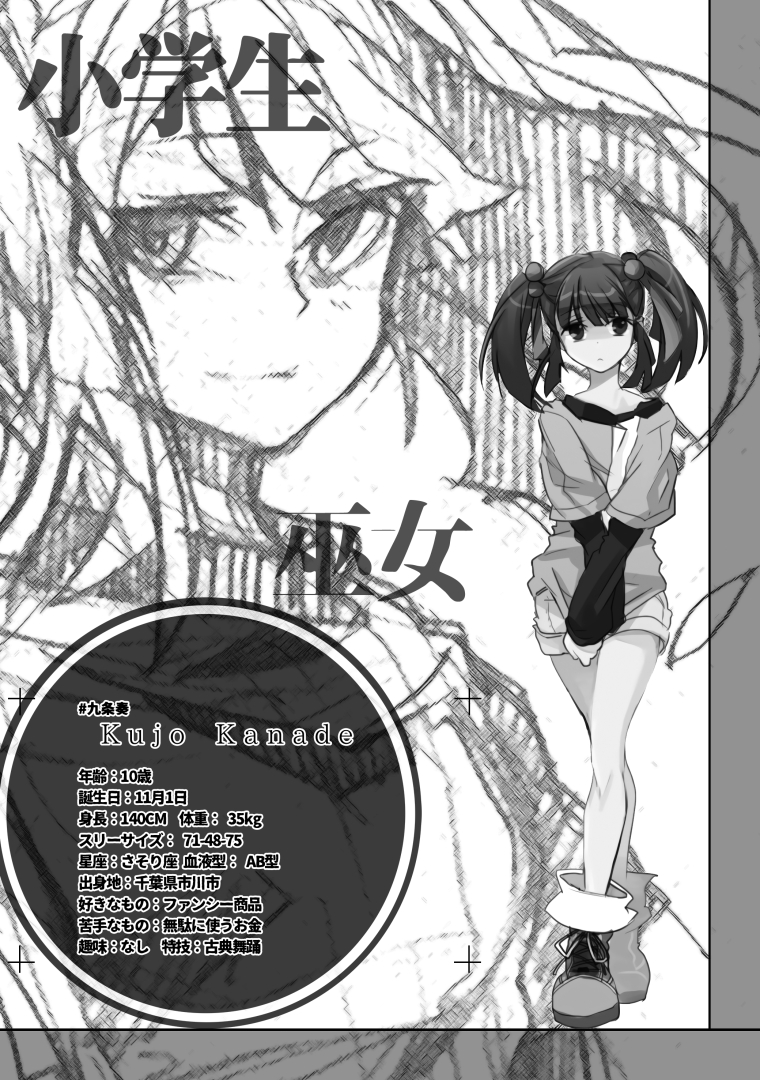 小学生
巫女
#九条奏
Kujo Kanade
年齢：10歳
誕生日：11月1日
身長：140CM 体重： 35kg
スリーサイズ： 71-48-75
星座：さそり座 血液型： AB型
出身地：千葉県市川市
好きなもの：ファンシー商品
苦手なもの：無駄に使うお金
趣味：なし 特技：古典舞踊